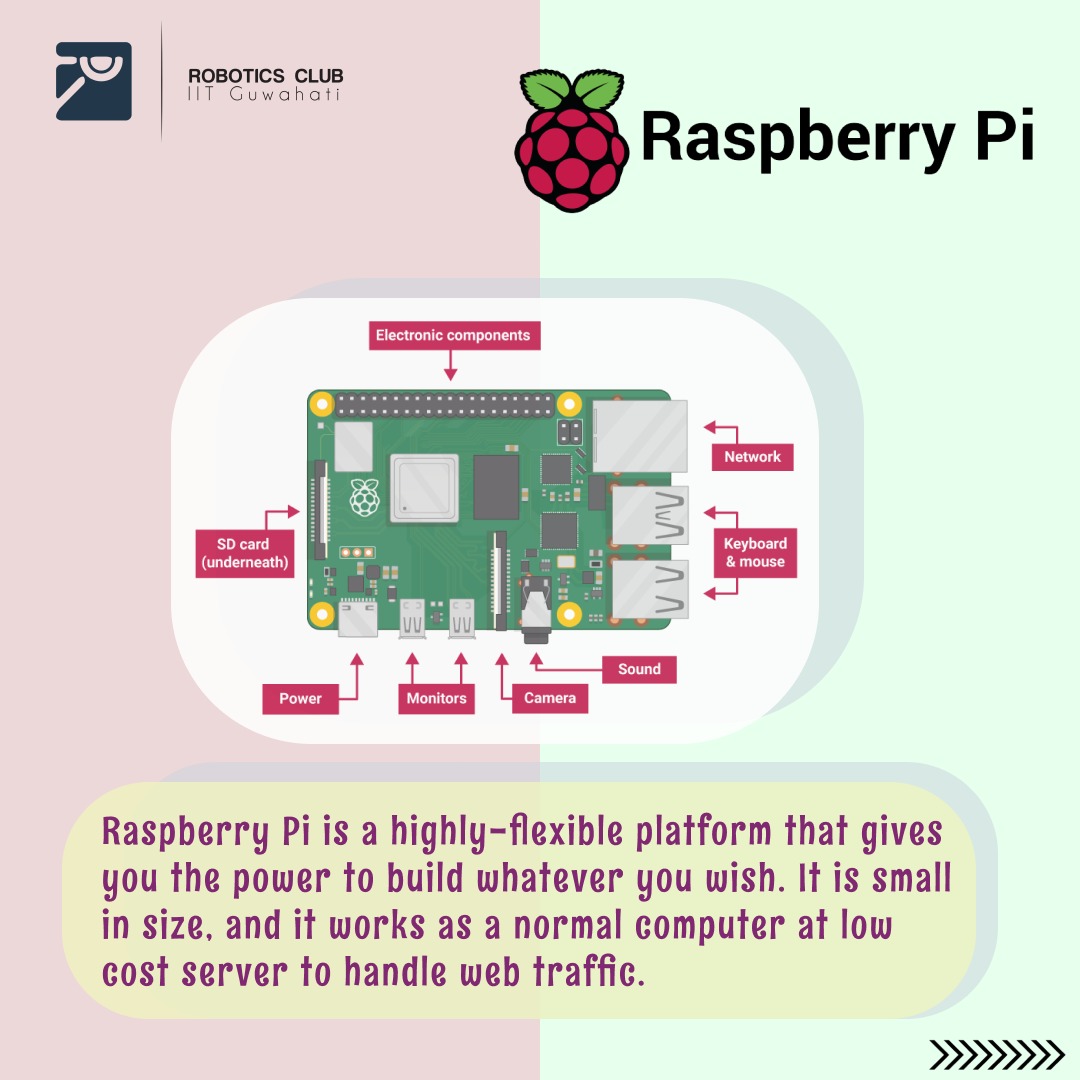 ROBOTICS CLUB
IIT Guwahati
Raspberry Pi
Electronic components
Network
SD card
(underneath)
Keyboard
& mouse
Sound
Power
Monitors
Camera
Raspberry Pi is a highly-flexible platform that gives
you the power to build whatever you wish. It is small
in size, and it works as a normal computer at low
cost server to handle web traffic.